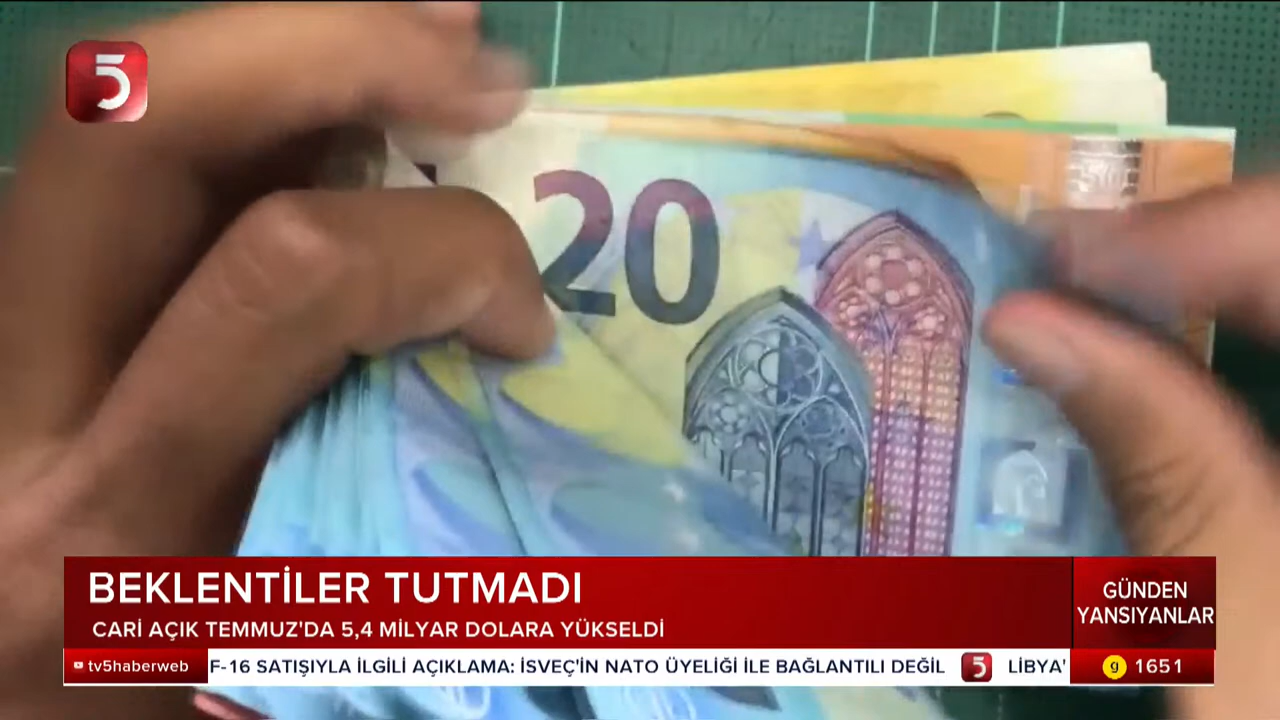 5
20
BEKLENTİLER TUTMADI
CARİ AÇIK TEMMUZ'DA 5,4 MİLYAR DOLARA YÜKSELDİ
GÜNDEN
YANSIYANLAR
tv5haberweb
F-16 SATIŞIYLA İLGİLİ AÇIKLAMA: İSVEÇ'İN NATO ÜYELİĞİ İLE BAĞLANTILI DEĞİL 5 LİBYA'
g 1651